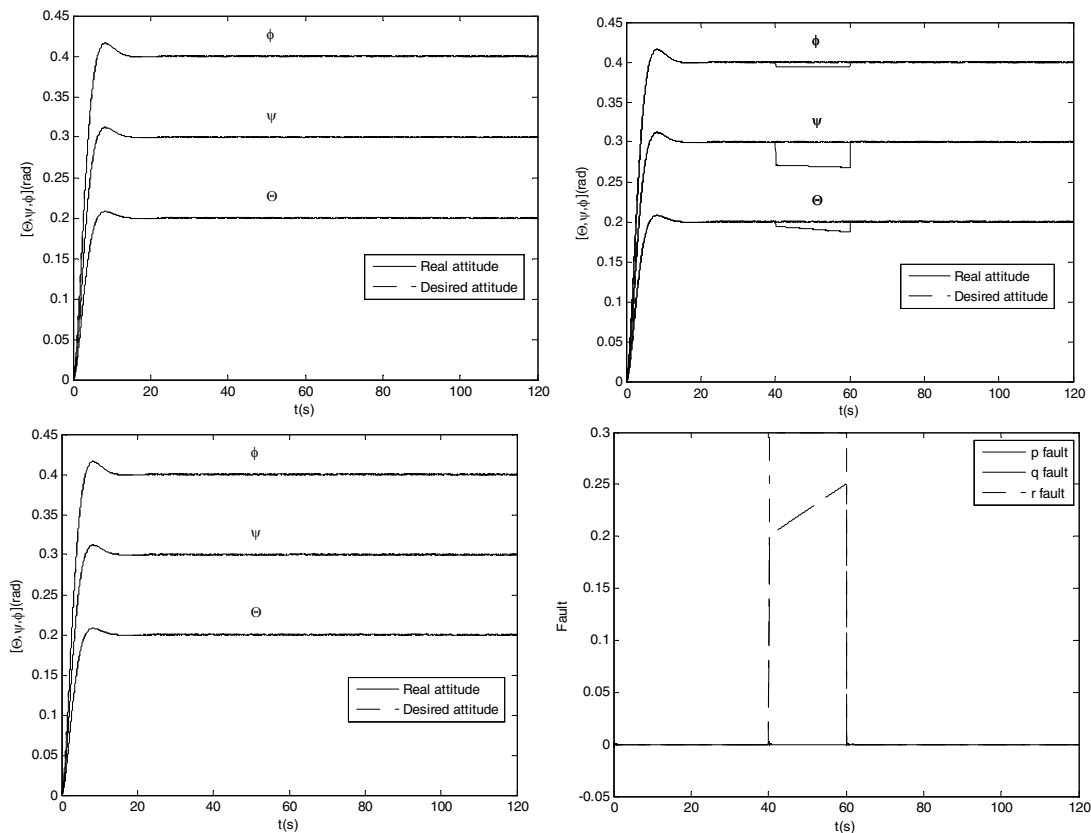 0.45
0.4
0.35
0.3
0.25
0.2
0.15
0.1
0.05
0
[Θ,ψ,ϕ](rad)
ϕ
ψ
Θ
Real attitude
Desired attitude
0 20 40 60 80 100 120
t(s)
0.45
0.4
0.35
0.3
0.25
0.2
0.15
0.1
0.05
0
[Θ,ψ,ϕ](rad)
ϕ
ψ
Θ
Real attitude
Desired attitude
0 20 40 60 80 100 120
t(s)
0.45
0.4
0.35
0.3
0.25
0.2
0.15
0.1
0.05
0
[Θ,ψ,ϕ](rad)
ϕ
ψ
Θ
Real attitude
Desired attitude
0 20 40 60 80 100 120
t(s)
0.3
0.25
0.2
0.15
0.1
0.05
0
-0.05
Fault
p fault
q fault
r fault
0 20 40 60 80 100 120
t(s)